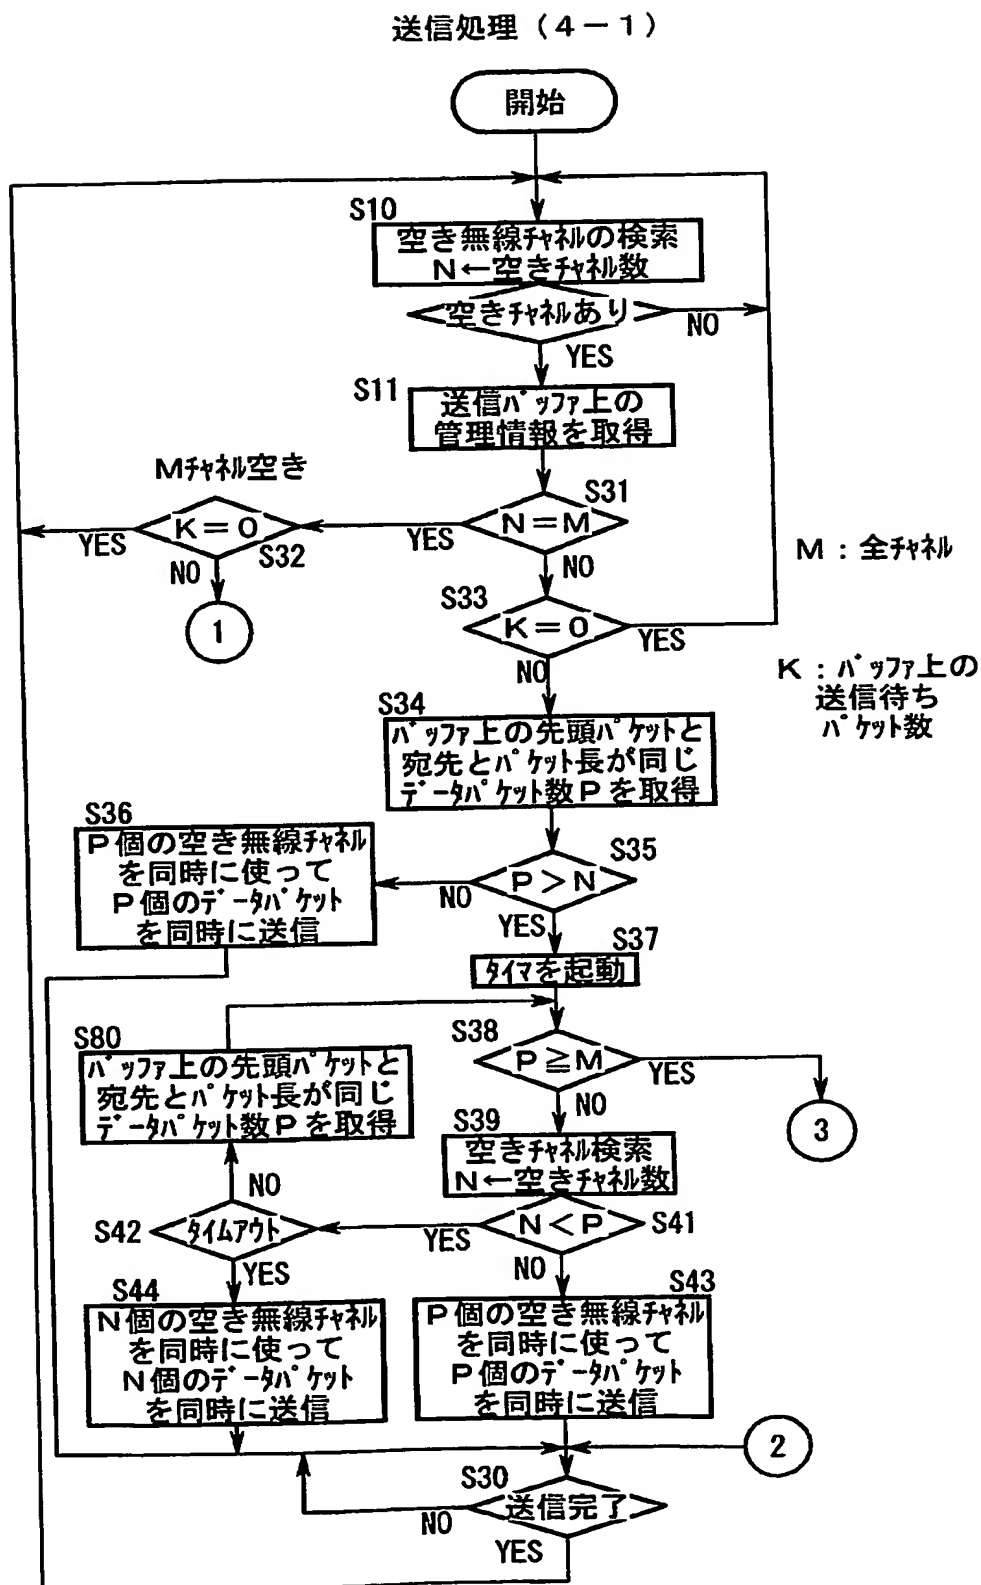 送信処理（４－１）
開始
S10
空き無線ﾁｬﾈﾙの検索
N←空きﾁｬﾈﾙ数
空きﾁｬﾈﾙあり
NO
YES
S11
送信ﾊﾞｯﾌｧ上の
管理情報を取得
Mﾁｬﾈﾙ空き
S31
N＝M
YES
NO
K＝0
S32
YES
NO
1
M：全ﾁｬﾈﾙ
S33
K＝0
YES
NO
K：ﾊﾞｯﾌｧ上の
送信待ち
ﾊﾟｹｯﾄ数
S34
ﾊﾞｯﾌｧ上の先頭ﾊﾟｹｯﾄと
宛先とﾊﾟｹｯﾄ長が同じ
ﾃﾞｰﾀﾊﾟｹｯﾄ数Pを取得
S36
P個の空き無線ﾁｬﾈﾙ
を同時に使って
P個のﾃﾞｰﾀﾊﾟｹｯﾄ
を同時に送信
S35
P＞N
NO
YES
S37
ﾀｲﾏを起動
S80
ﾊﾞｯﾌｧ上の先頭ﾊﾟｹｯﾄと
宛先とﾊﾟｹｯﾄ長が同じ
ﾃﾞｰﾀﾊﾟｹｯﾄ数Pを取得
S38
P≧M
YES
NO
3
S39
空きﾁｬﾈﾙ検索
N←空きﾁｬﾈﾙ数
NO
S42
ﾀｲﾑｱｳﾄ
YES
N＜P
S41
YES
NO
S44
N個の空き無線ﾁｬﾈﾙ
を同時に使って
N個のﾃﾞｰﾀﾊﾟｹｯﾄ
を同時に送信
S43
P個の空き無線ﾁｬﾈﾙ
を同時に使って
P個のﾃﾞｰﾀﾊﾟｹｯﾄ
を同時に送信
2
S30
送信完了
NO
YES